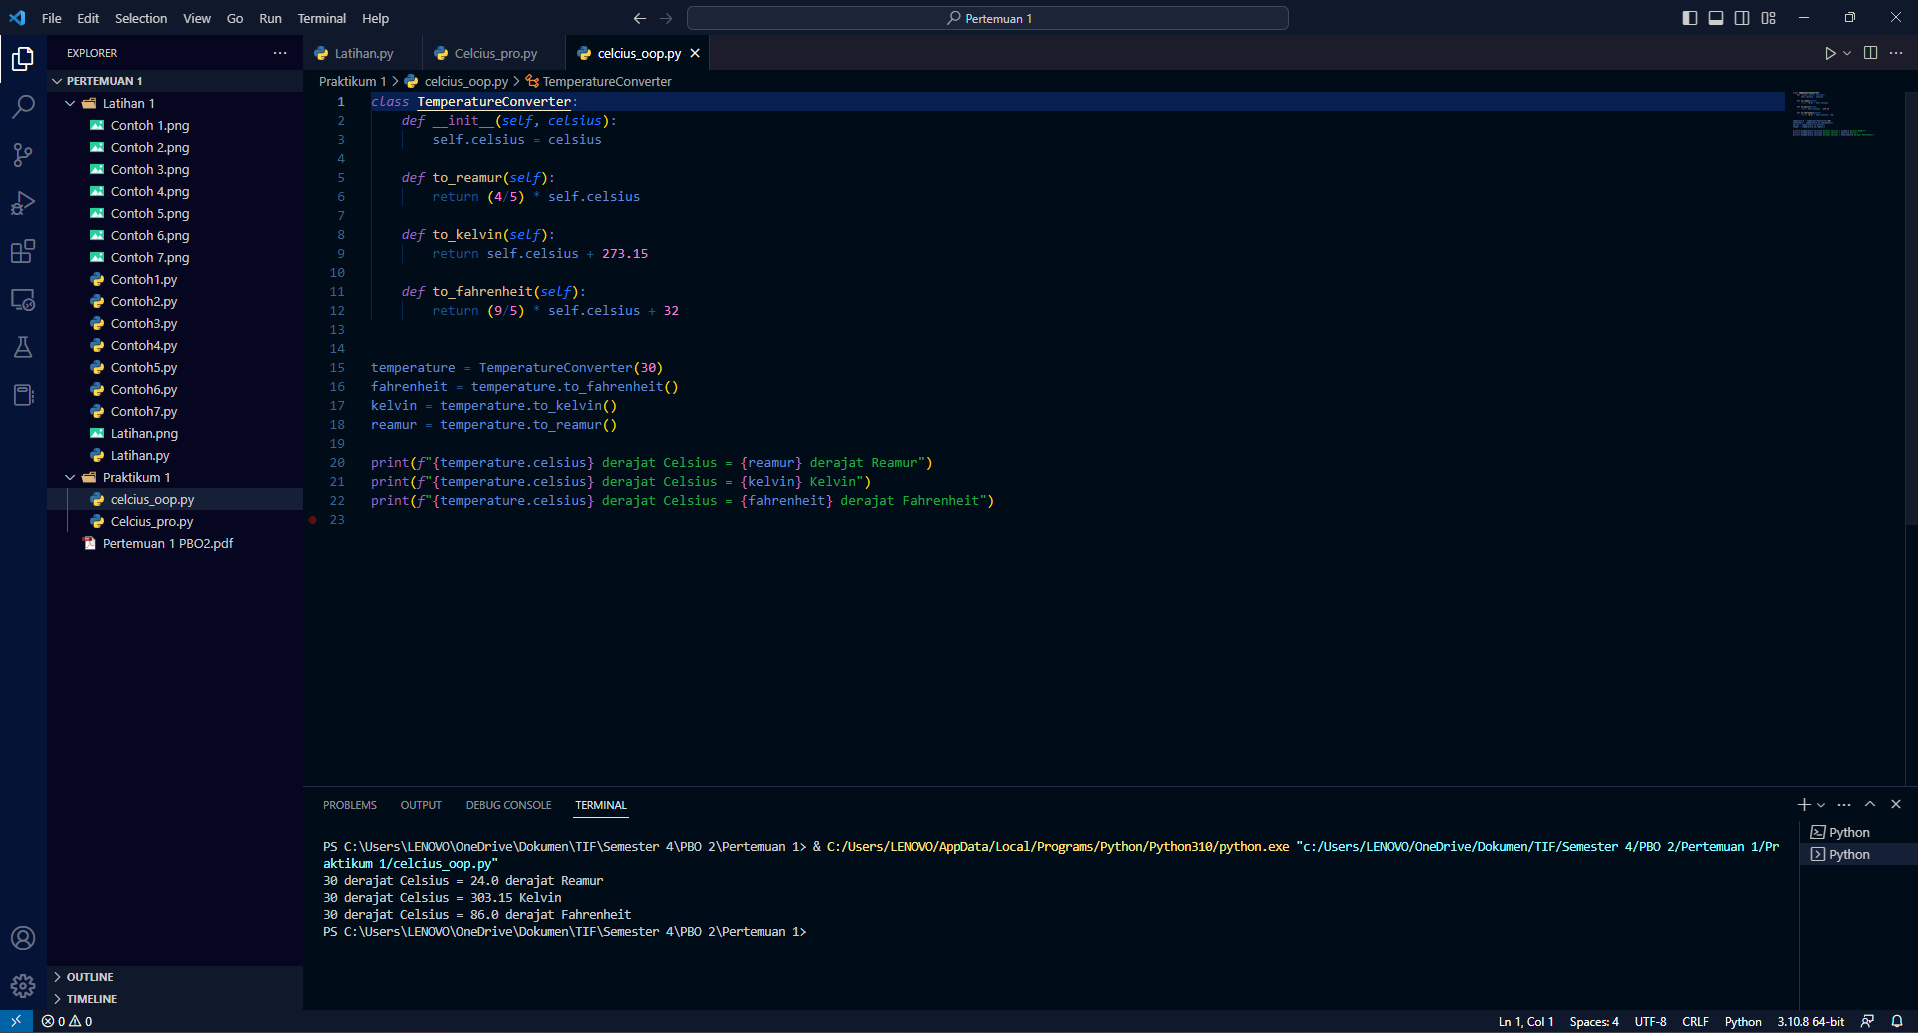 File Edit Selection View Go Run Terminal Help
Pertemuan 1
EXPLORER
PERTEMUAN 1
Latihan 1
Contoh 1.png
Contoh 2.png
Contoh 3.png
Contoh 4.png
Contoh 5.png
Contoh 6.png
Contoh 7.png
Contoh1.py
Contoh2.py
Contoh3.py
Contoh4.py
Contoh5.py
Contoh6.py
Contoh7.py
Latihan.png
Latihan.py
Praktikum 1
celcius_oop.py
Celcius_pro.py
Pertemuan 1 PBO2.pdf
OUTLINE
TIMELINE
Latihan.py Celcius_pro.py celcius_oop.py
Praktikum 1 > celcius_oop.py > TemperatureConverter
1 class TemperatureConverter:
2     def __init__(self, celsius):
3         self.celsius = celsius
4
5     def to_reamur(self):
6         return (4/5) * self.celsius
7
8     def to_kelvin(self):
9         return self.celsius + 273.15
10
11     def to_fahrenheit(self):
12         return (9/5) * self.celsius + 32
13
14
15 temperature = TemperatureConverter(30)
16 fahrenheit = temperature.to_fahrenheit()
17 kelvin = temperature.to_kelvin()
18 reamur = temperature.to_reamur()
19
20 print(f"{temperature.celsius} derajat Celsius = {reamur} derajat Reamur")
21 print(f"{temperature.celsius} derajat Celsius = {kelvin} Kelvin")
22 print(f"{temperature.celsius} derajat Celsius = {fahrenheit} derajat Fahrenheit")
23
PROBLEMS OUTPUT DEBUG CONSOLE TERMINAL
PS C:\Users\LENOVO\OneDrive\Dokumen\TIF\Semester 4\PBO 2\Pertemuan 1> & C:/Users/LENOVO/AppData/Local/Programs/Python/Python310/python.exe "c:/Users/LENOVO/OneDrive/Dokumen/TIF/Semester 4/PBO 2/Pertemuan 1/Pr
aktikum 1/celcius_oop.py"
30 derajat Celsius = 24.0 derajat Reamur
30 derajat Celsius = 303.15 Kelvin
30 derajat Celsius = 86.0 derajat Fahrenheit
PS C:\Users\LENOVO\OneDrive\Dokumen\TIF\Semester 4\PBO 2\Pertemuan 1>
Python
Python
0 0
Ln 1, Col 1 Spaces: 4 UTF-8 CRLF Python 3.10.8 64-bit